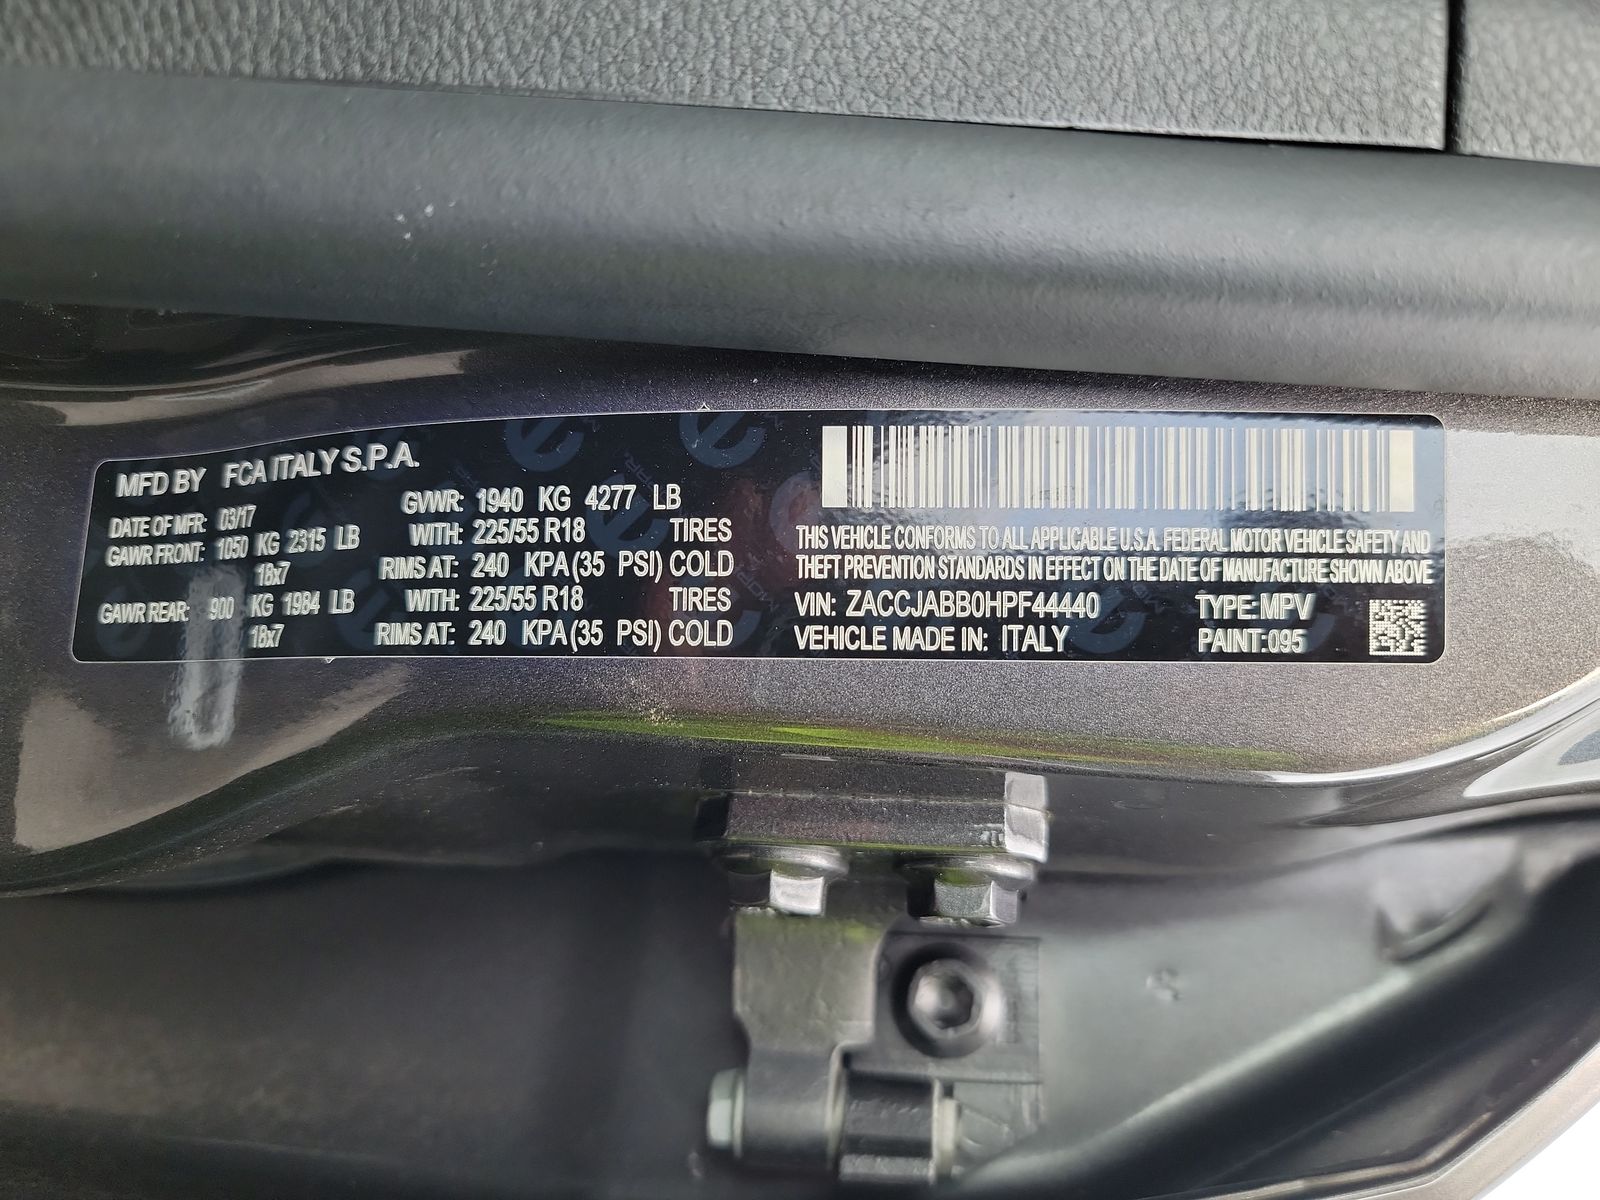 MFD BY FCA ITALY S.P.A.
DATE OF MFR: 03/17 GVWR: 1940 KG 4277 LB
GAWR FRONT: 1050 KG 2315 LB WITH: 225/55 R18 TIRES
18x7 RIMS AT: 240 KPA (35 PSI) COLD
GAWR REAR: 900 KG 1984 LB WITH: 225/55 R18 TIRES
18x7 RIMS AT: 240 KPA (35 PSI) COLD
THIS VEHICLE CONFORMS TO ALL APPLICABLE U.S.A. FEDERAL MOTOR VEHICLE SAFETY AND
THEFT PREVENTION STANDARDS IN EFFECT ON THE DATE OF MANUFACTURE SHOWN ABOVE
VIN: ZACCJABB0HPF44440 TYPE: MPV
VEHICLE MADE IN: ITALY PAINT: 095